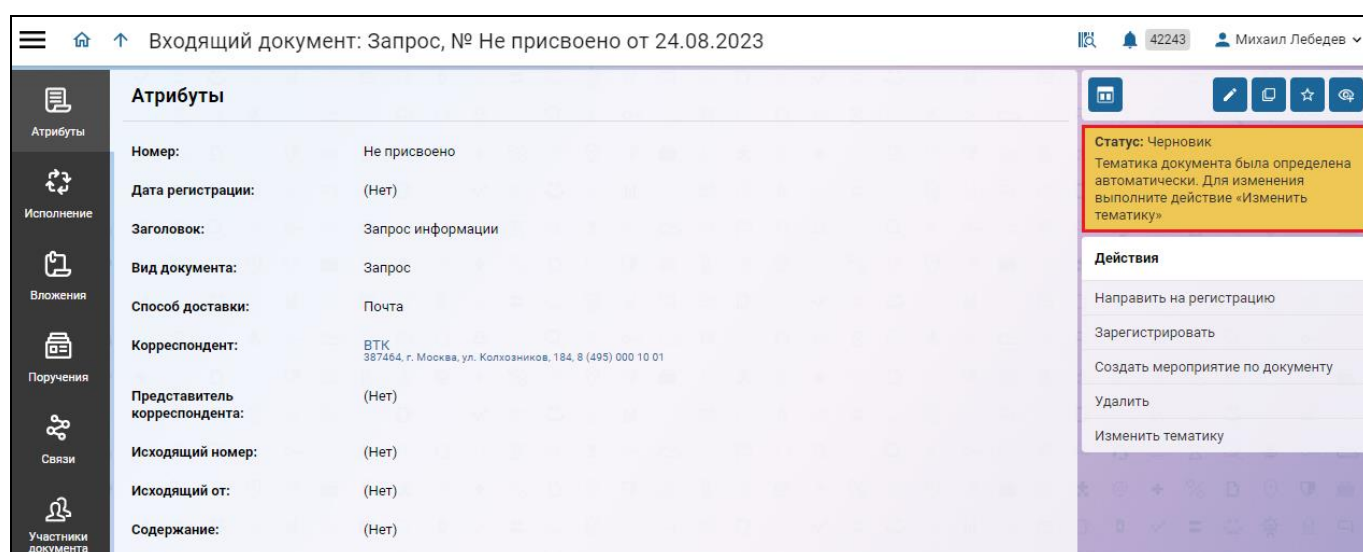 Входящий документ: Запрос, № Не присвоено от 24.08.2023
42243
Михаил Лебедев
Атрибуты
Исполнение
Вложения
Поручения
Связи
Участники
документа
Атрибуты
Номер: Не присвоено
Дата регистрации: (Нет)
Заголовок: Запрос информации
Вид документа: Запрос
Способ доставки: Почта
Корреспондент: ВТК
387464, г. Москва, ул. Колхозников, 184, 8 (495) 000 10 01
Представитель (Нет)
корреспондента:
Исходящий номер: (Нет)
Исходящий от: (Нет)
Содержание: (Нет)
Статус: Черновик
Тематика документа была определена
автоматически. Для изменения
выполните действие «Изменить
тематику»
Действия
Направить на регистрацию
Зарегистрировать
Создать мероприятие по документу
Удалить
Изменить тематику